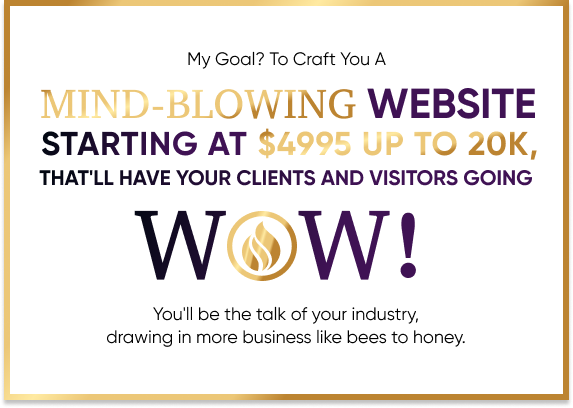 My Goal? To Craft You A
MIND-BLOWING WEBSITE
STARTING AT $4995 UP TO 20K,
THAT'LL HAVE YOUR CLIENTS AND VISITORS GOING
WOW!
You'll be the talk of your industry,
drawing in more business like bees to honey.